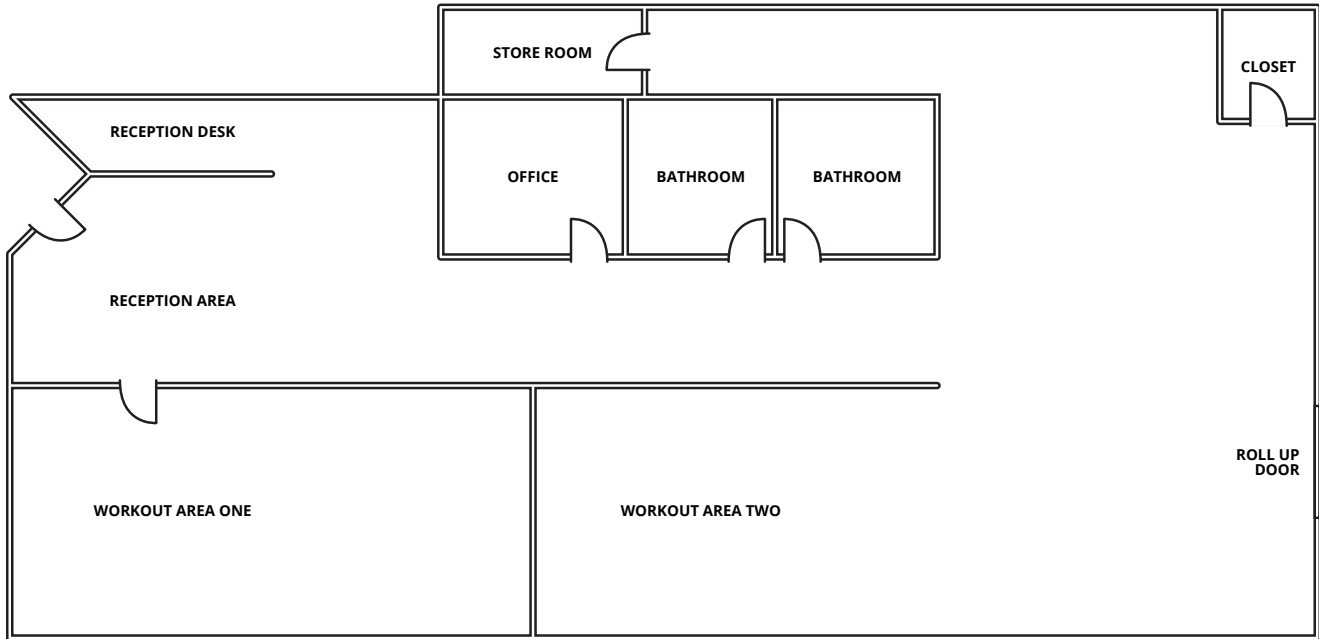 STORE ROOM
CLOSET
RECEPTION DESK
OFFICE
BATHROOM
BATHROOM
RECEPTION AREA
ROLL UP
DOOR
WORKOUT AREA ONE
WORKOUT AREA TWO